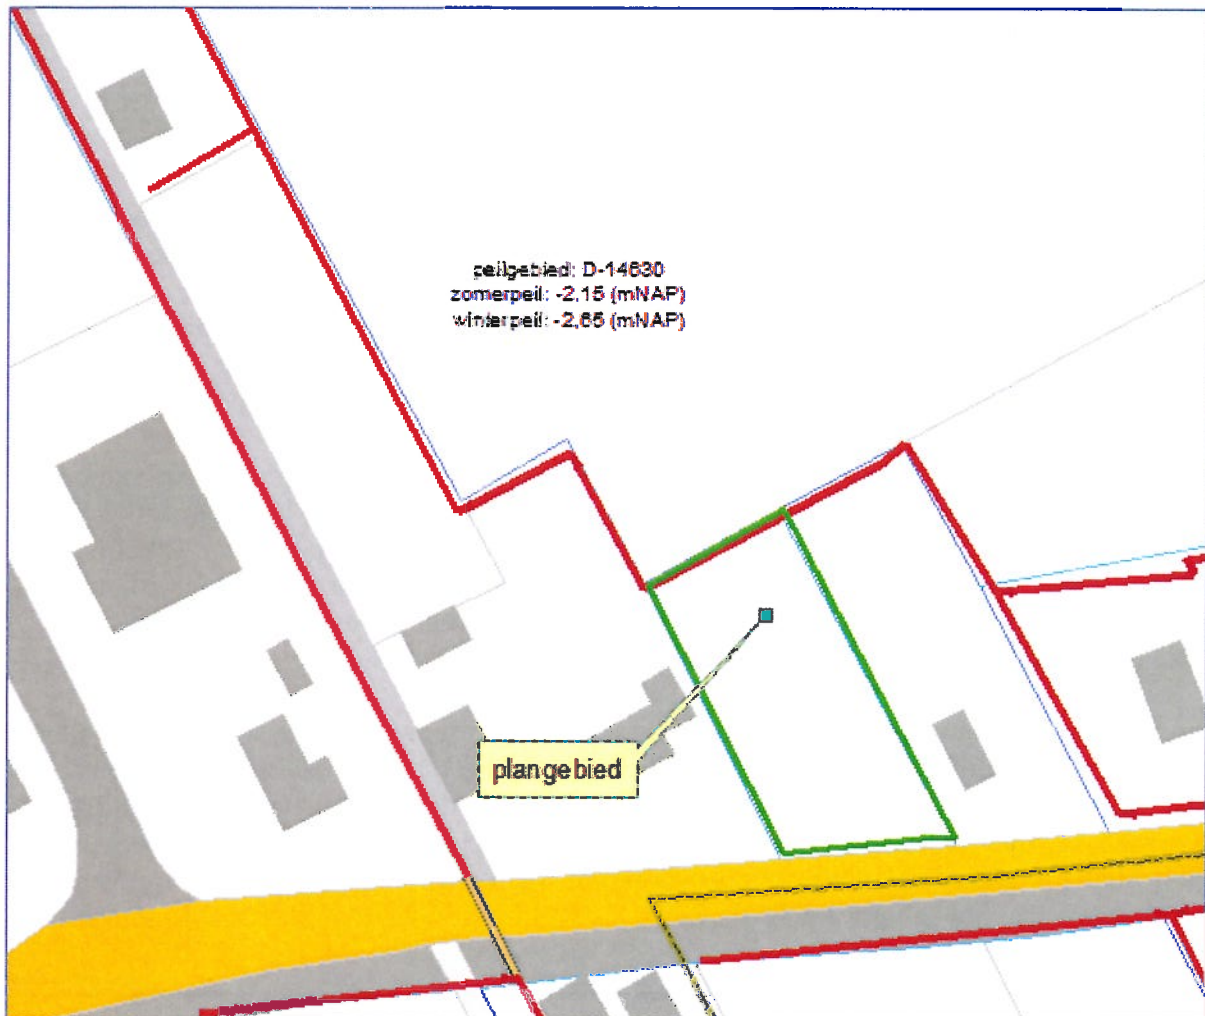 peilgebied: D-14630
zomerpeil: -2,15 (mNAP)
winterpeil: -2,65 (mNAP)
plangebied